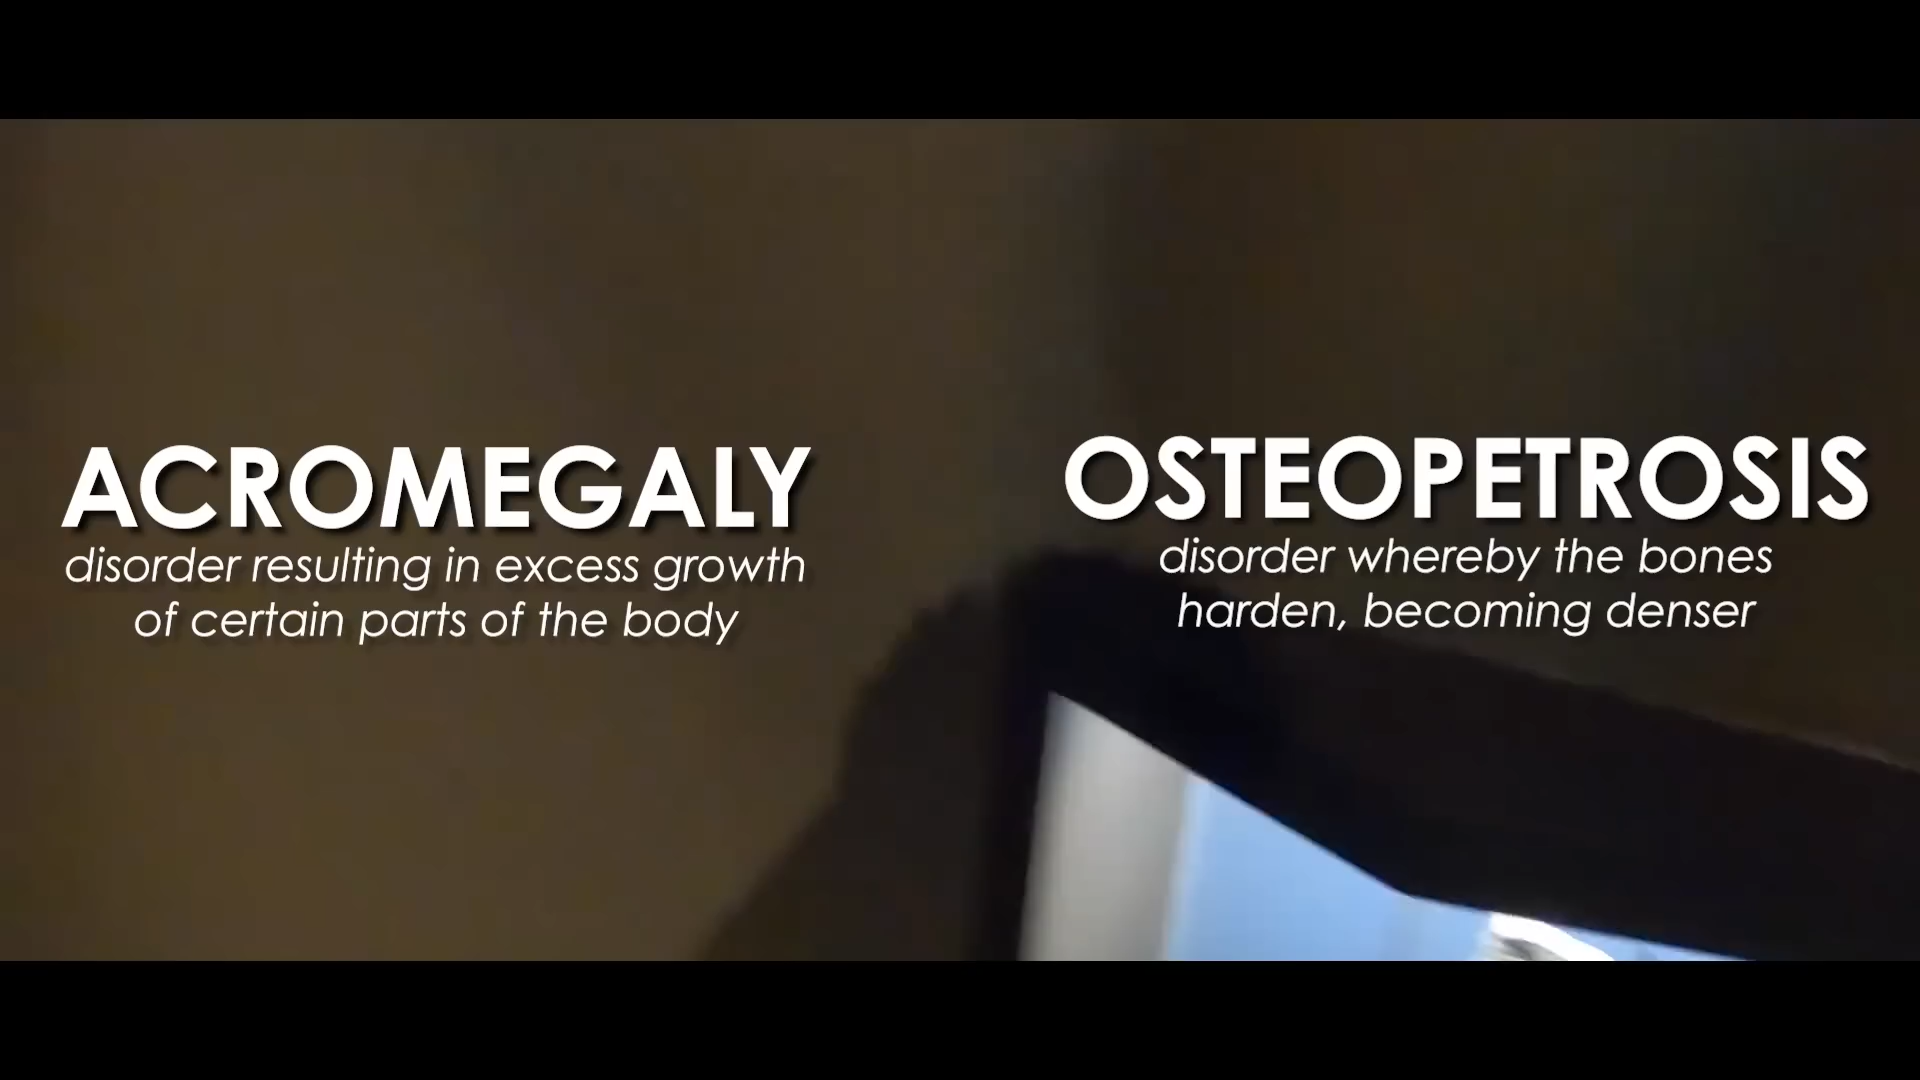 ACROMEGALY
disorder resulting in excess growth
of certain parts of the body
OSTEOPETROSIS
disorder whereby the bones
harden, becoming denser